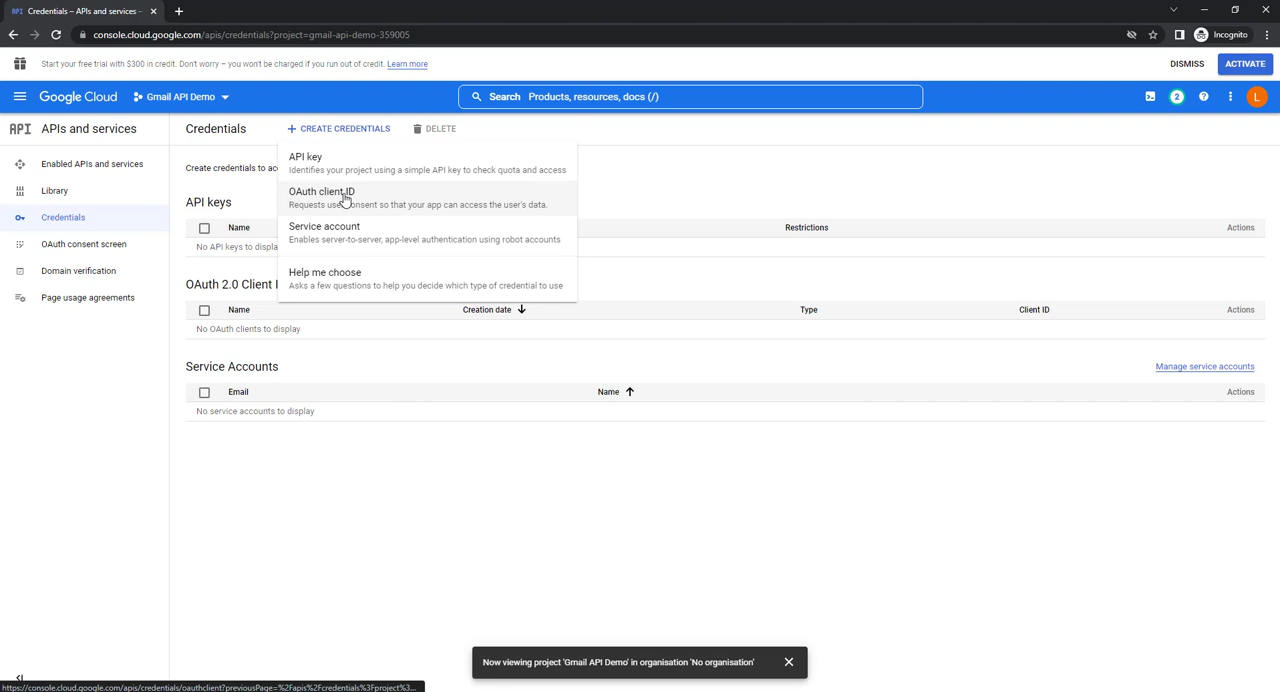 API Credentials – APIs and services –
console.cloud.google.com/apis/credentials?project=gmail-api-demo-359005
Incognito
Start your free trial with $300 in credit. Don't worry – you won't be charged if you run out of credit. Learn more
DISMISS
ACTIVATE
Google Cloud
Gmail API Demo
Search Products, resources, docs (/)
2
L
API APIs and services
Enabled APIs and services
Library
Credentials
OAuth consent screen
Domain verification
Page usage agreements
Credentials
+ CREATE CREDENTIALS
DELETE
Create credentials to
API key
Identifies your project using a simple API key to check quota and access
OAuth client ID
Requests consent so that your app can access the user's data.
Service account
Enables server-to-server, app-level authentication using robot accounts
Help me choose
Asks a few questions to help you decide which type of credential to use
API keys
Name
Restrictions
Actions
No API keys to displa
OAuth 2.0 Client
Name
Creation date
Type
Client ID
Actions
No OAuth clients to display
Service Accounts
Manage service accounts
Email
Name
Actions
No service accounts to display
Now viewing project 'Gmail API Demo' in organisation 'No organisation'
https://console.cloud.google.com/apis/credentials/oauthclient?previousPage=%2Fapis%2Fcredentials%3Fproject%3...